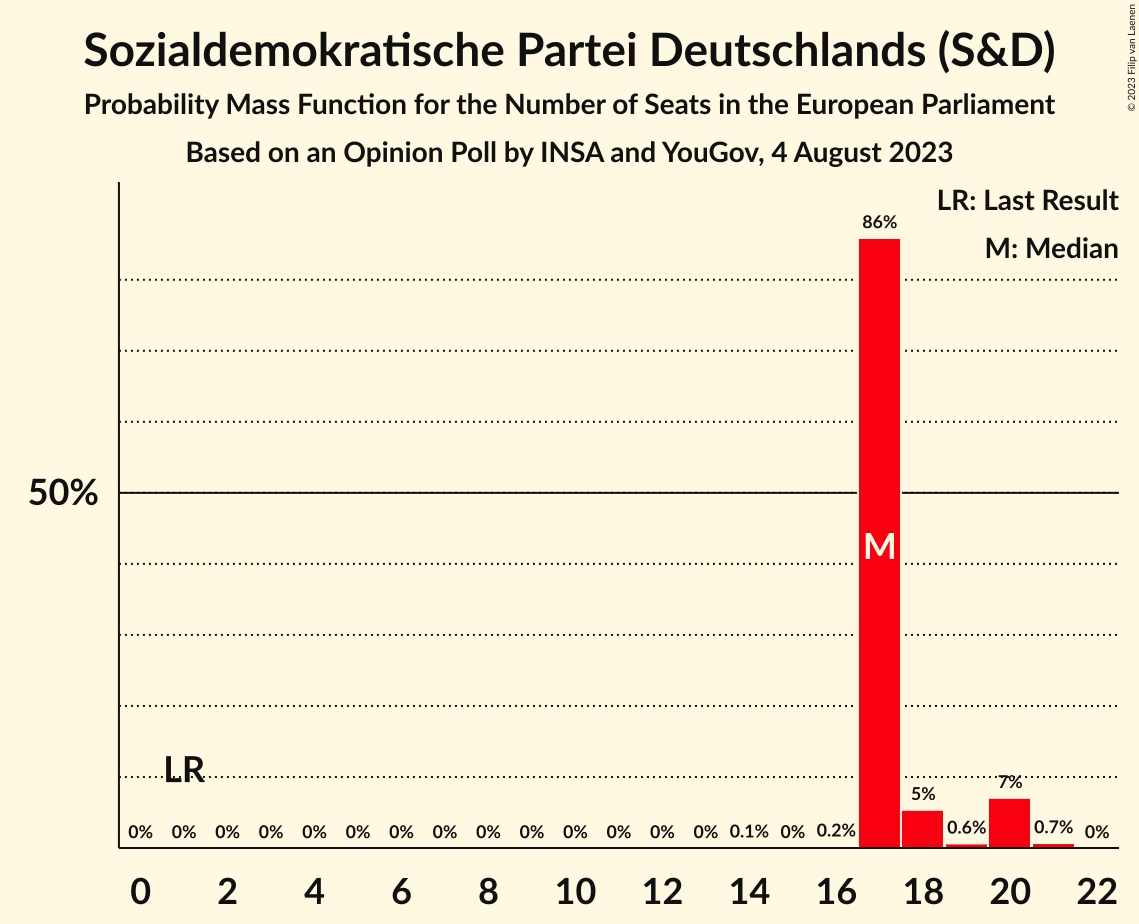 Sozialdemokratische Partei Deutschlands (S&D)
Probability Mass Function for the Number of Seats in the European Parliament
Based on an Opinion Poll by INSA and YouGov, 4 August 2023
© 2023 Filip van Laenen
LR: Last Result
M: Median
86%
50%
M
LR
0% 0% 0% 0% 0% 0% 0% 0% 0% 0% 0% 0% 0% 0% 0.1% 0% 0.2% 5% 0.6% 7% 0.7% 0%
0 2 4 6 8 10 12 14 16 18 20 22